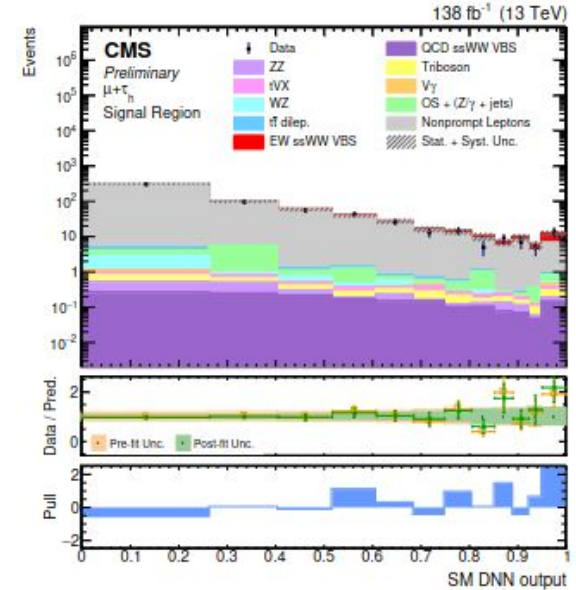 138 fb⁻¹ (13 TeV)
Events
CMS
Preliminary
μ+τh
Signal Region
Data
ZZ
tVX
WZ
tt̄ dilep.
EW ssWW VBS
QCD ssWW VBS
Triboson
Vγ
OS + (Z/γ + jets)
Nonprompt Leptons
Stat. + Syst. Unc.
10⁶
10⁵
10⁴
10³
10²
10
1
10⁻¹
10⁻²
Data / Pred.
2
0
Pre-fit Unc.
Post-fit Unc.
Pull
2
0
−2
0 0.1 0.2 0.3 0.4 0.5 0.6 0.7 0.8 0.9 1
SM DNN output